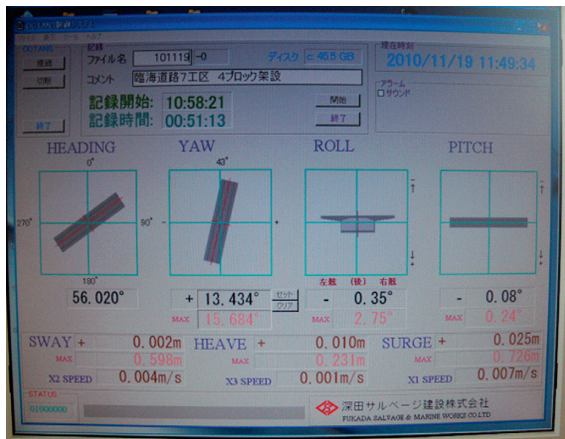 OCTANS
接続
切断
終了
記録
ファイル名 101119 -0 ディスク c: 455 GB
コメント 臨海道路7工区 4ブロック架設
記録開始: 10:58:21 開始
記録時間: 00:51:13 終了
現在時刻
2010/11/19 11:49:34
アラーム
サウンド
HEADING YAW ROLL PITCH
0° 43°
270° 90° - +
180°
左舷 (後) 右舷
56.020° + 13.434° セット - 0.35° - 0.08°
クリア
MAX 15.684° MAX 2.75° MAX 0.24°
SWAY + 0.002m HEAVE + 0.010m SURGE + 0.025m
MAX 0.598m MAX 0.231m MAX 0.726m
X2 SPEED 0.004m/s X3 SPEED 0.001m/s X1 SPEED 0.007m/s
STATUS
01000000
深田サルベージ建設株式会社
FUKADA SALVAGE & MARINE WORKS CO.LTD